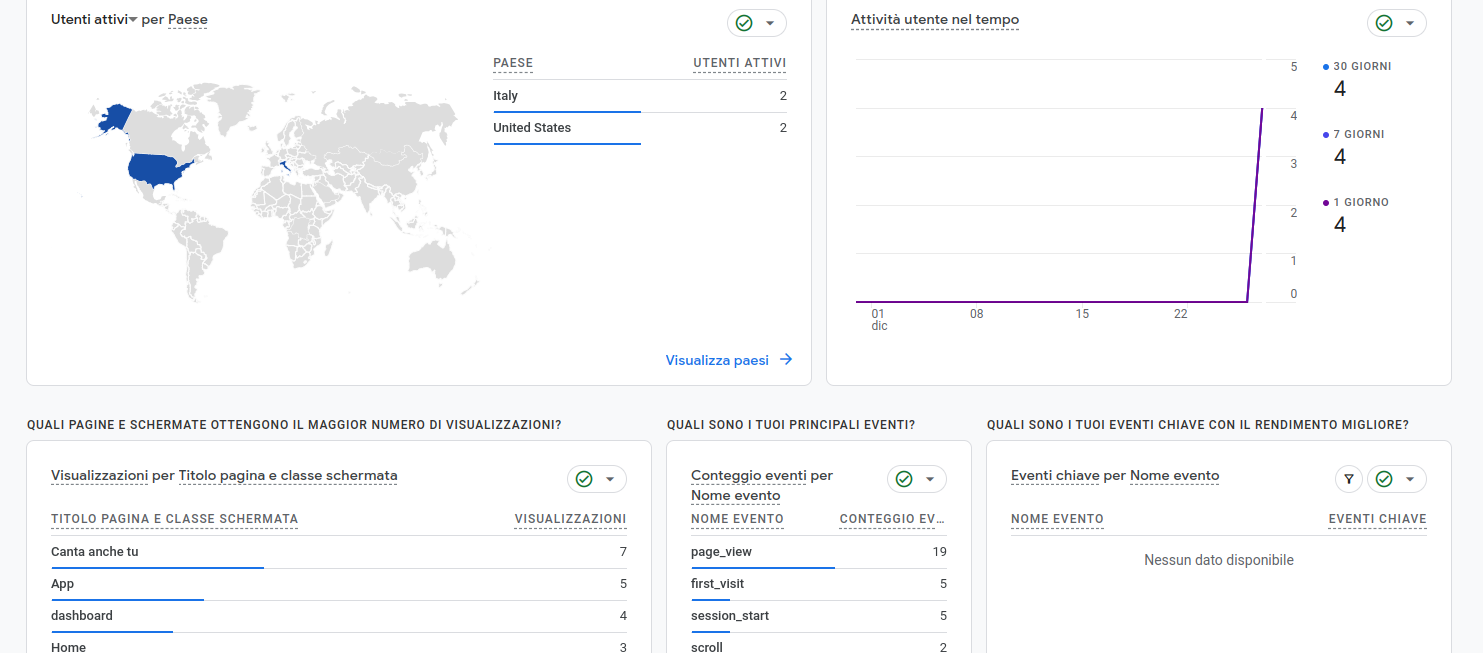 Utenti attivi per Paese
PAESE UTENTI ATTIVI
Italy 2
United States 2
Visualizza paesi
Attività utente nel tempo
5
4
3
2
1
0
01
dic
08
15
22
30 GIORNI
4
7 GIORNI
4
1 GIORNO
4
QUALI PAGINE E SCHERMATE OTTENGONO IL MAGGIOR NUMERO DI VISUALIZZAZIONI?
Visualizzazioni per Titolo pagina e classe schermata
TITOLO PAGINA E CLASSE SCHERMATA VISUALIZZAZIONI
Canta anche tu 7
App 5
dashboard 4
Home 3
QUALI SONO I TUOI PRINCIPALI EVENTI?
Conteggio eventi per
Nome evento
NOME EVENTO CONTEGGIO EV…
page_view 19
first_visit 5
session_start 5
scroll 2
QUALI SONO I TUOI EVENTI CHIAVE CON IL RENDIMENTO MIGLIORE?
Eventi chiave per Nome evento
NOME EVENTO EVENTI CHIAVE
Nessun dato disponibile